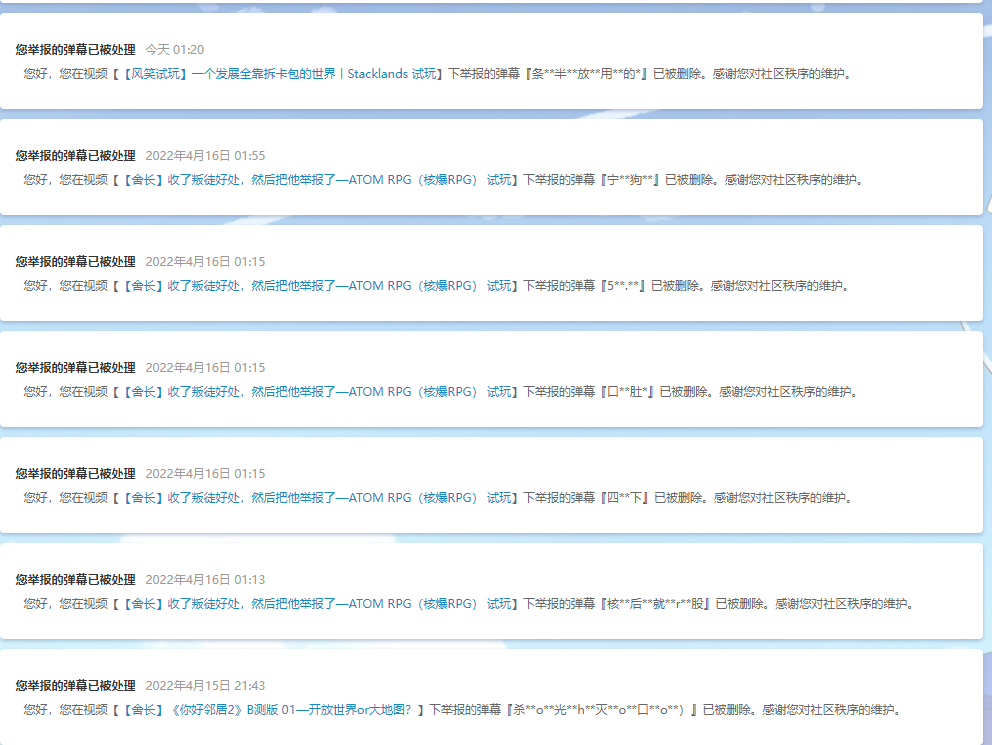 您举报的弹幕已被处理 今天 01:20
您好，您在视频【【风笑试玩】一个发展全靠拆卡包的世界丨Stacklands 试玩】下举报的弹幕『条**半**放**用**的*』已被删除。感谢您对社区秩序的维护。
您举报的弹幕已被处理 2022年4月16日 01:55
您好，您在视频【【舍长】收了叛徒好处，然后把他举报了—ATOM RPG（核爆RPG） 试玩】下举报的弹幕『宁**狗**』已被删除。感谢您对社区秩序的维护。
您举报的弹幕已被处理 2022年4月16日 01:15
您好，您在视频【【舍长】收了叛徒好处，然后把他举报了—ATOM RPG（核爆RPG） 试玩】下举报的弹幕『5**.**』已被删除。感谢您对社区秩序的维护。
您举报的弹幕已被处理 2022年4月16日 01:15
您好，您在视频【【舍长】收了叛徒好处，然后把他举报了—ATOM RPG（核爆RPG） 试玩】下举报的弹幕『口**肚*』已被删除。感谢您对社区秩序的维护。
您举报的弹幕已被处理 2022年4月16日 01:15
您好，您在视频【【舍长】收了叛徒好处，然后把他举报了—ATOM RPG（核爆RPG） 试玩】下举报的弹幕『四**下』已被删除。感谢您对社区秩序的维护。
您举报的弹幕已被处理 2022年4月16日 01:13
您好，您在视频【【舍长】收了叛徒好处，然后把他举报了—ATOM RPG（核爆RPG） 试玩】下举报的弹幕『核**后**就**r**股』已被删除。感谢您对社区秩序的维护。
您举报的弹幕已被处理 2022年4月15日 21:43
您好，您在视频【【舍长】《你好邻居2》B测版 01—开放世界or大地图？】下举报的弹幕『杀**o**光**h**灭**o**口**o**）』已被删除。感谢您对社区秩序的维护。